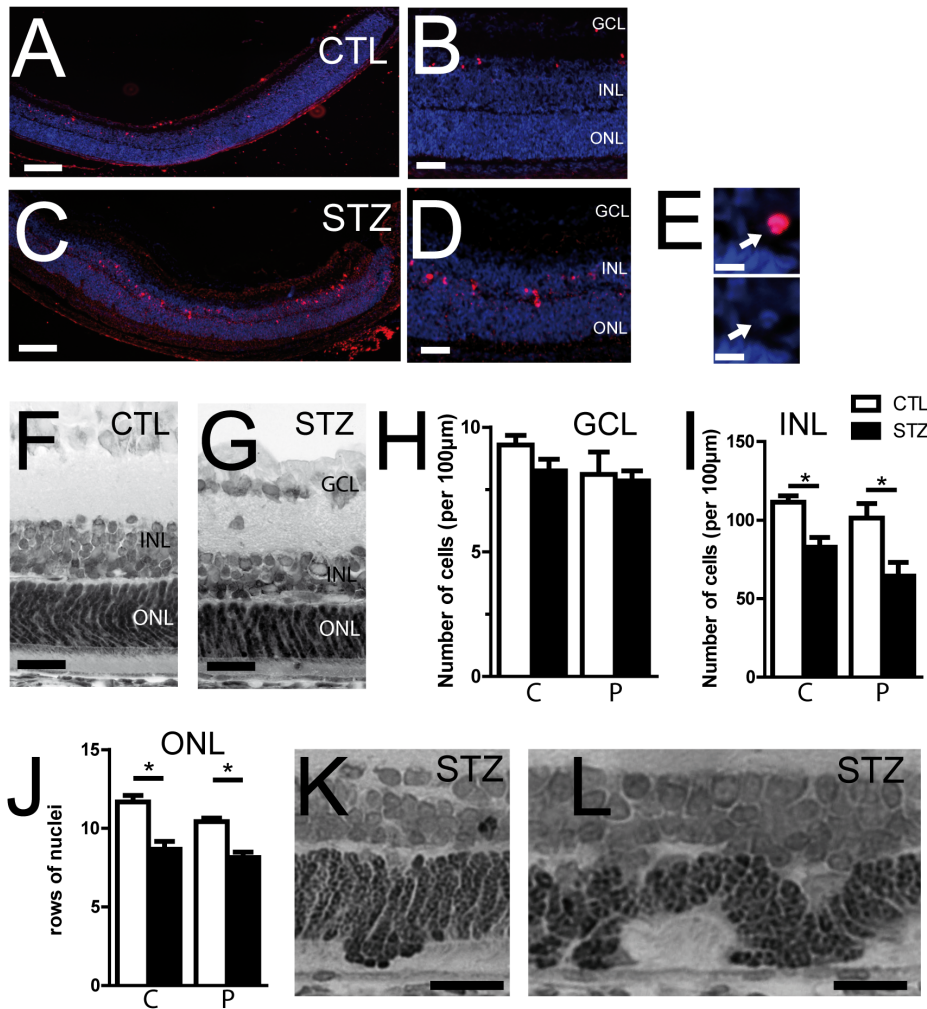 A
CTL
B
GCL
INL
ONL
C
STZ
D
GCL
INL
ONL
E
F
CTL
INL
ONL
G
STZ
GCL
INL
ONL
H
GCL
Number of cells (per 100µm)
10
5
0
C
P
I
INL
CTL
STZ
Number of cells (per 100µm)
150
100
50
0
*
*
C
P
J
ONL
rows of nuclei
15
10
5
0
*
*
C
P
K
STZ
L
STZ